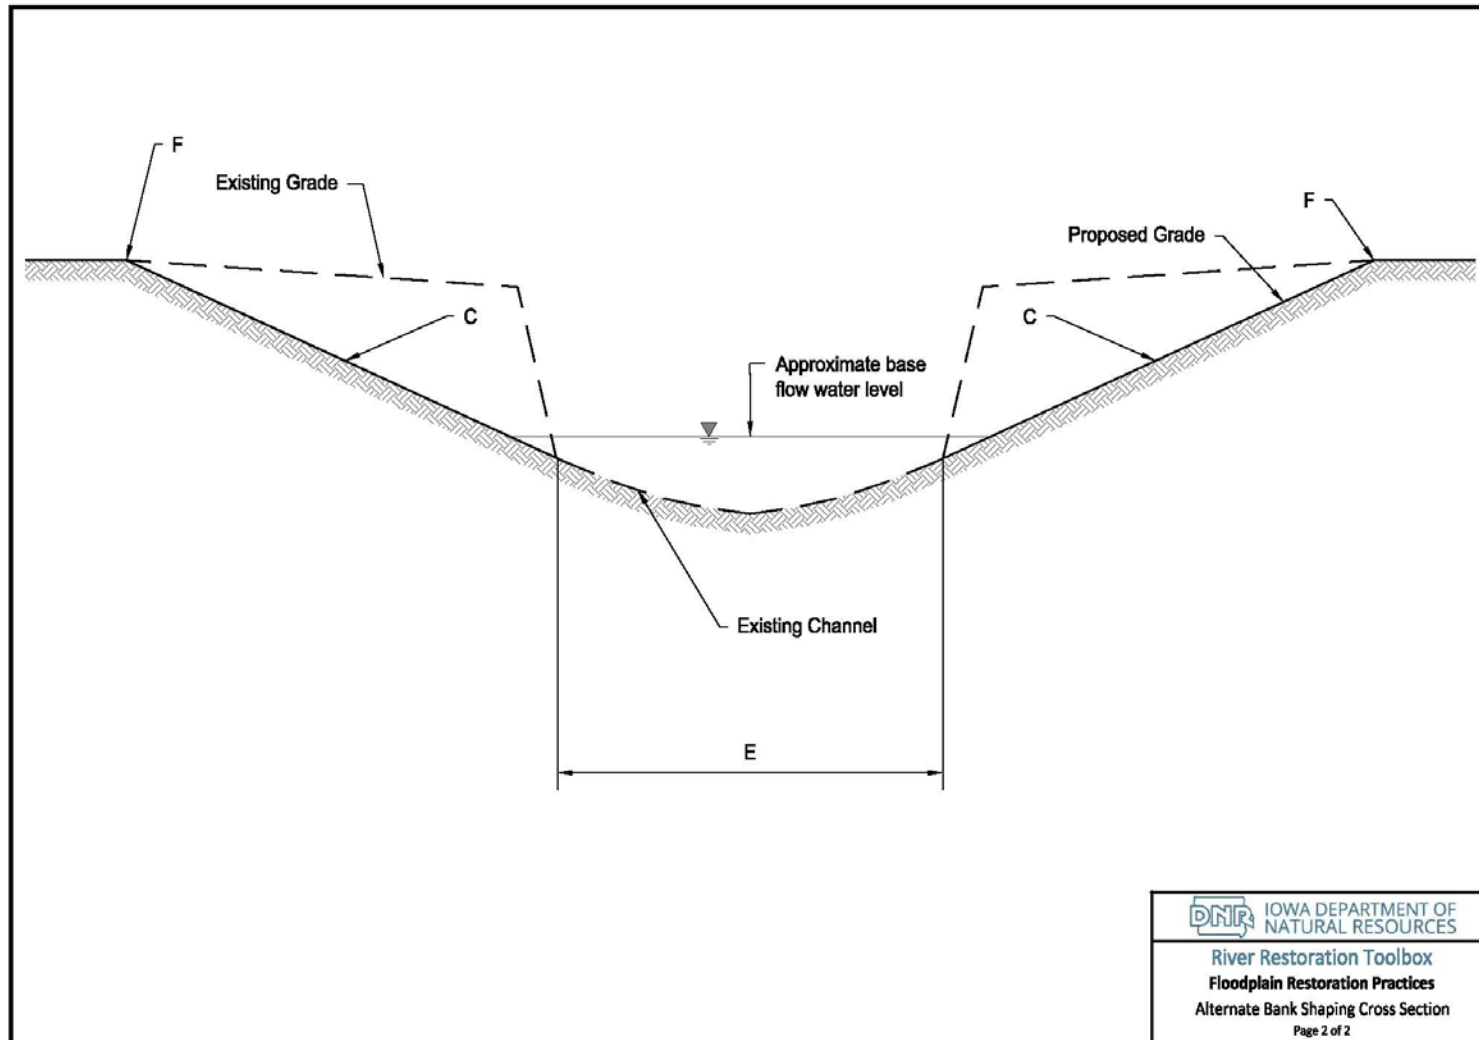 F
Existing Grade
F
Proposed Grade
C
C
Approximate base
flow water level
Existing Channel
E
DNR
IOWA DEPARTMENT OF
NATURAL RESOURCES
River Restoration Toolbox
Floodplain Restoration Practices
Alternate Bank Shaping Cross Section
Page 2 of 2